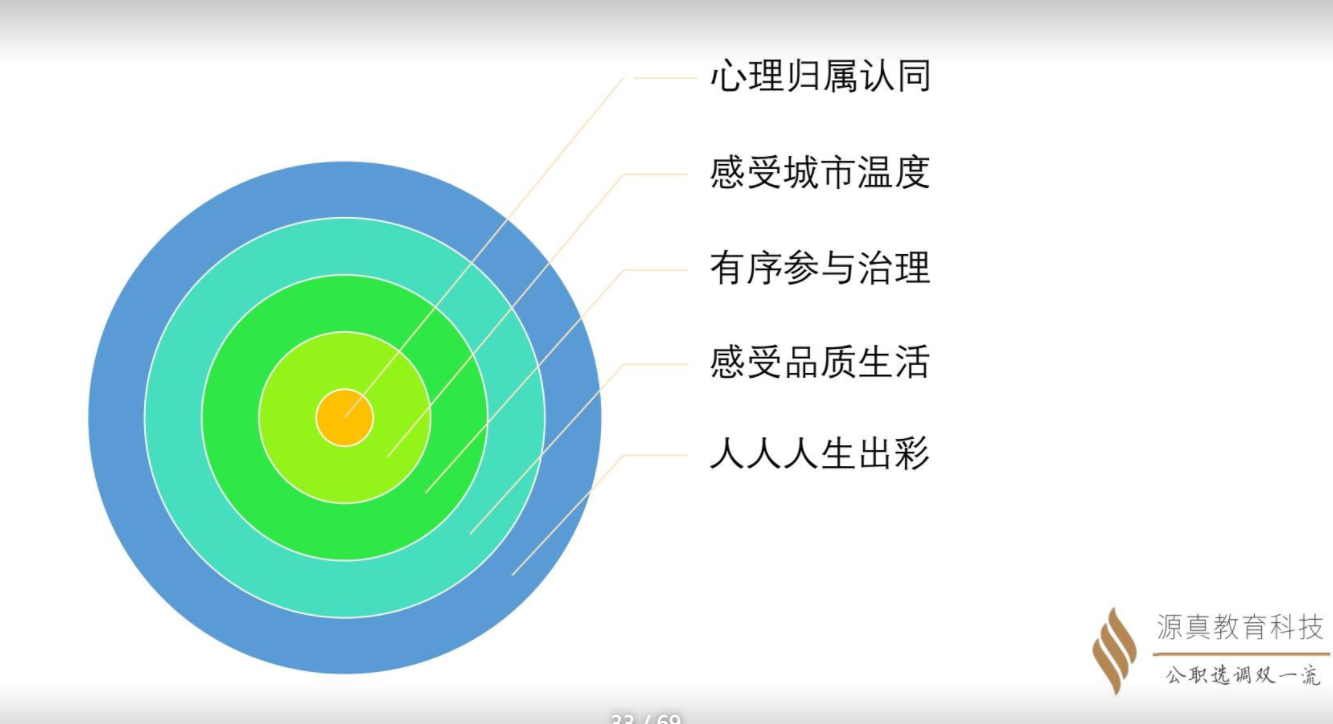 心理归属认同
感受城市温度
有序参与治理
感受品质生活
人人人生出彩
源真教育科技
公职选调双一流
33 / 69